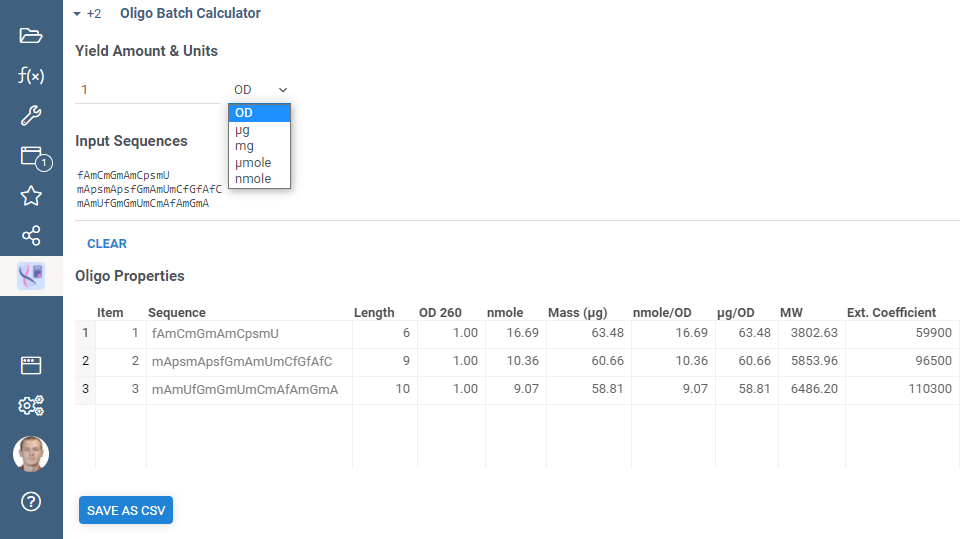 +2 Oligo Batch Calculator
Yield Amount & Units
1 OD
OD
µg
mg
µmole
nmole
Input Sequences
fAmCmGmAmCpsmU
mApsmApsfGmAmUmCfGfAfC
mAmUfGmGmUmCmAfAmGmA
CLEAR
Oligo Properties
Item Sequence Length OD 260 nmole Mass (µg) nmole/OD µg/OD MW Ext. Coefficient
1 1 fAmCmGmAmCpsmU 6 1.00 16.69 63.48 16.69 63.48 3802.63 59900
2 2 mApsmApsfGmAmUmCfGfAfC 9 1.00 10.36 60.66 10.36 60.66 5853.96 96500
3 3 mAmUfGmGmUmCmAfAmGmA 10 1.00 9.07 58.81 9.07 58.81 6486.20 110300
SAVE AS CSV
f(x)
1
?